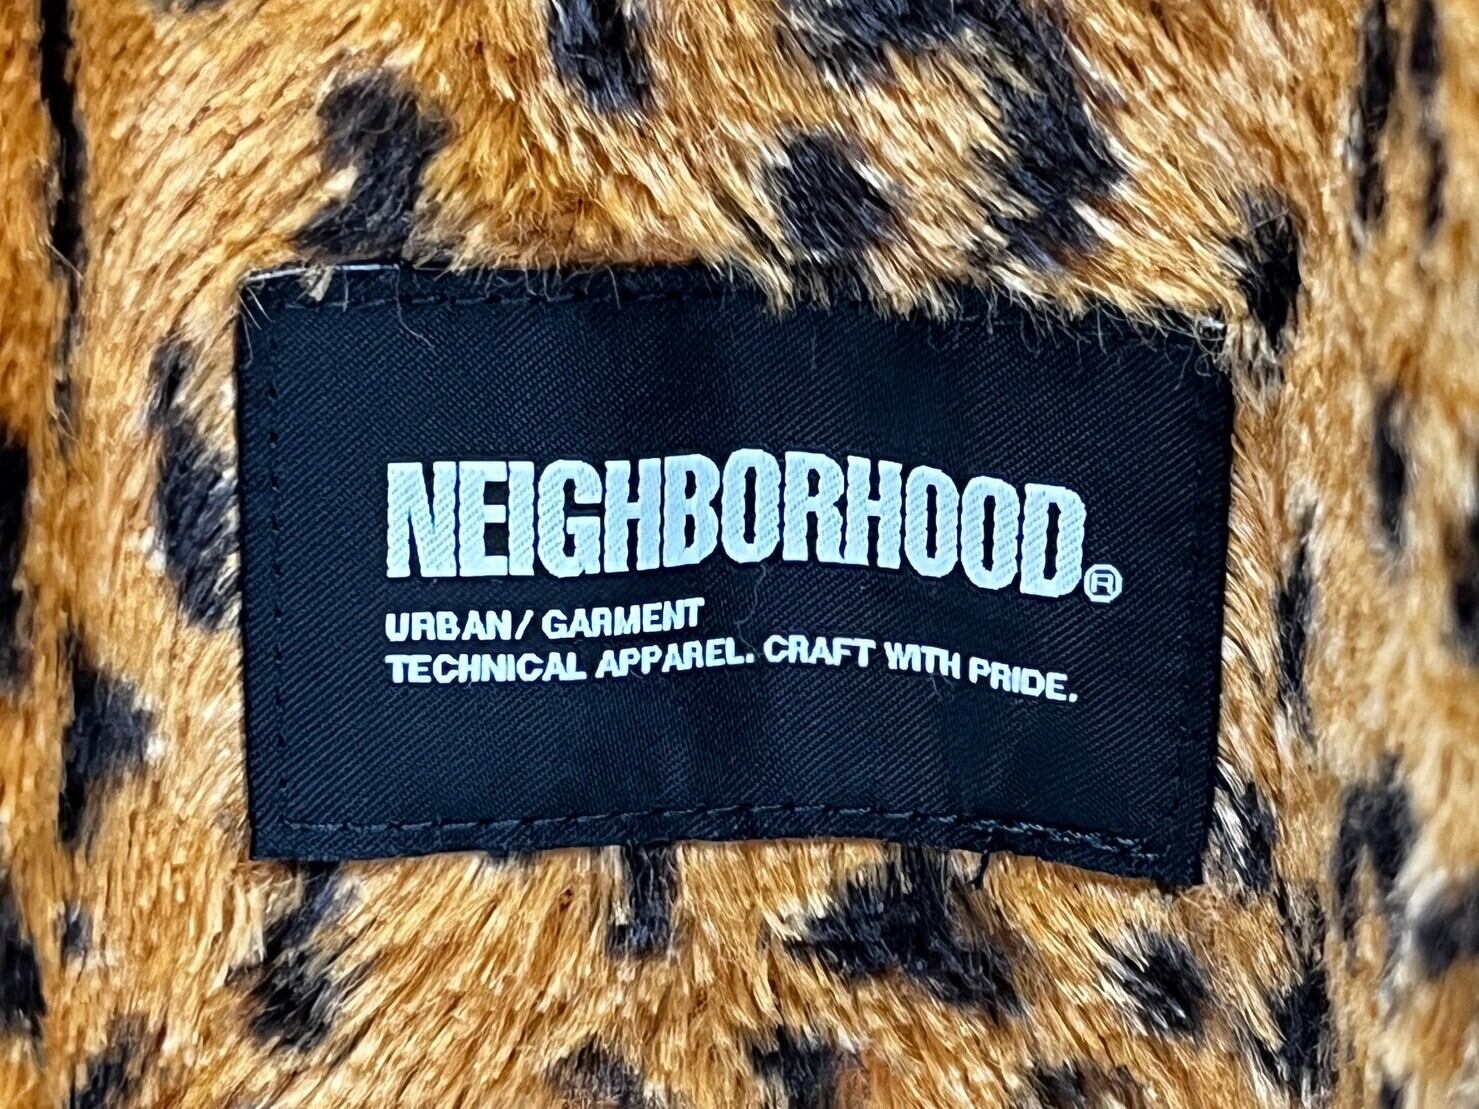 NEIGHBORHOOD®
URBAN/ GARMENT
TECHNICAL APPAREL. CRAFT WITH PRIDE.